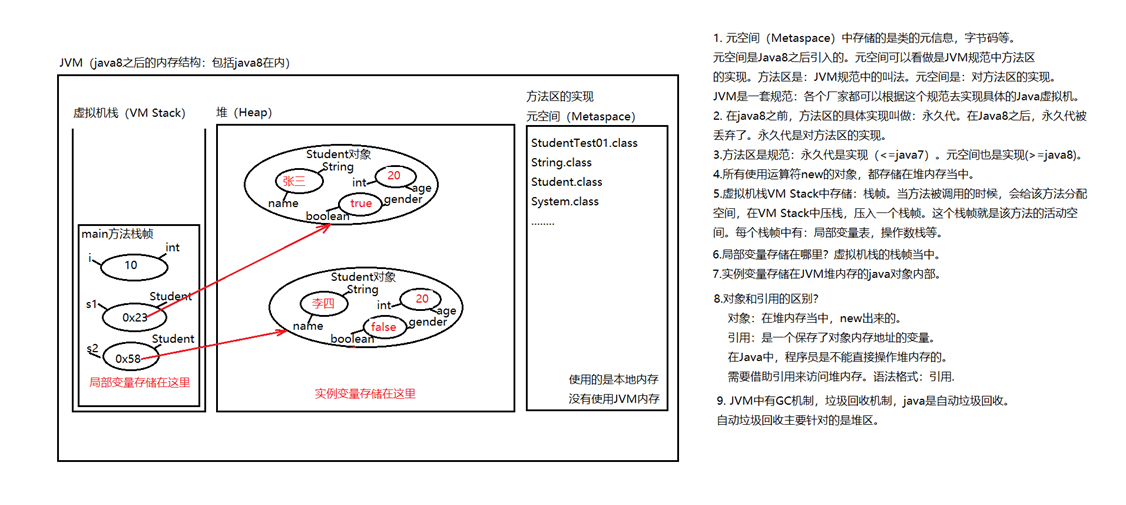 JVM（java8之后的内存结构：包括java8在内）
虚拟机栈（VM Stack）
main方法栈帧
i
int
10
s1
Student
0x23
s2
Student
0x58
局部变量存储在这里
堆（Heap）
Student对象
String
张三
name
int
20
age
boolean
true
gender
Student对象
String
李四
name
int
20
age
boolean
false
gender
实例变量存储在这里
方法区的实现
元空间（Metaspace）
StudentTest01.class
String.class
Student.class
System.class
........
使用的是本地内存
没有使用JVM内存
1. 元空间（Metaspace）中存储的是类的元信息，字节码等。
元空间是Java8之后引入的。元空间可以看做是JVM规范中方法区
的实现。方法区是：JVM规范中的叫法。元空间是：对方法区的实现。
JVM是一套规范：各个厂家都可以根据这个规范去实现具体的Java虚拟机。
2. 在java8之前，方法区的具体实现叫做：永久代。在Java8之后，永久代被
丢弃了。永久代是对方法区的实现。
3.方法区是规范：永久代是实现（<=java7）。元空间也是实现(>=java8)。
4.所有使用运算符new的对象，都存储在堆内存当中。
5.虚拟机栈VM Stack中存储：栈帧。当方法被调用的时候，会给该方法分配
空间，在VM Stack中压栈，压入一个栈帧。这个栈帧就是该方法的活动空
间。每个栈帧中有：局部变量表，操作数栈等。
6.局部变量存储在哪里？虚拟机栈的栈帧当中。
7.实例变量存储在JVM堆内存的java对象内部。
8.对象和引用的区别？
对象：在堆内存当中，new出来的。
引用：是一个保存了对象内存地址的变量。
在Java中，程序员是不能直接操作堆内存的。
需要借助引用来访问堆内存。语法格式：引用.
9. JVM中有GC机制，垃圾回收机制，java是自动垃圾回收。
自动垃圾回收主要针对的是堆区。